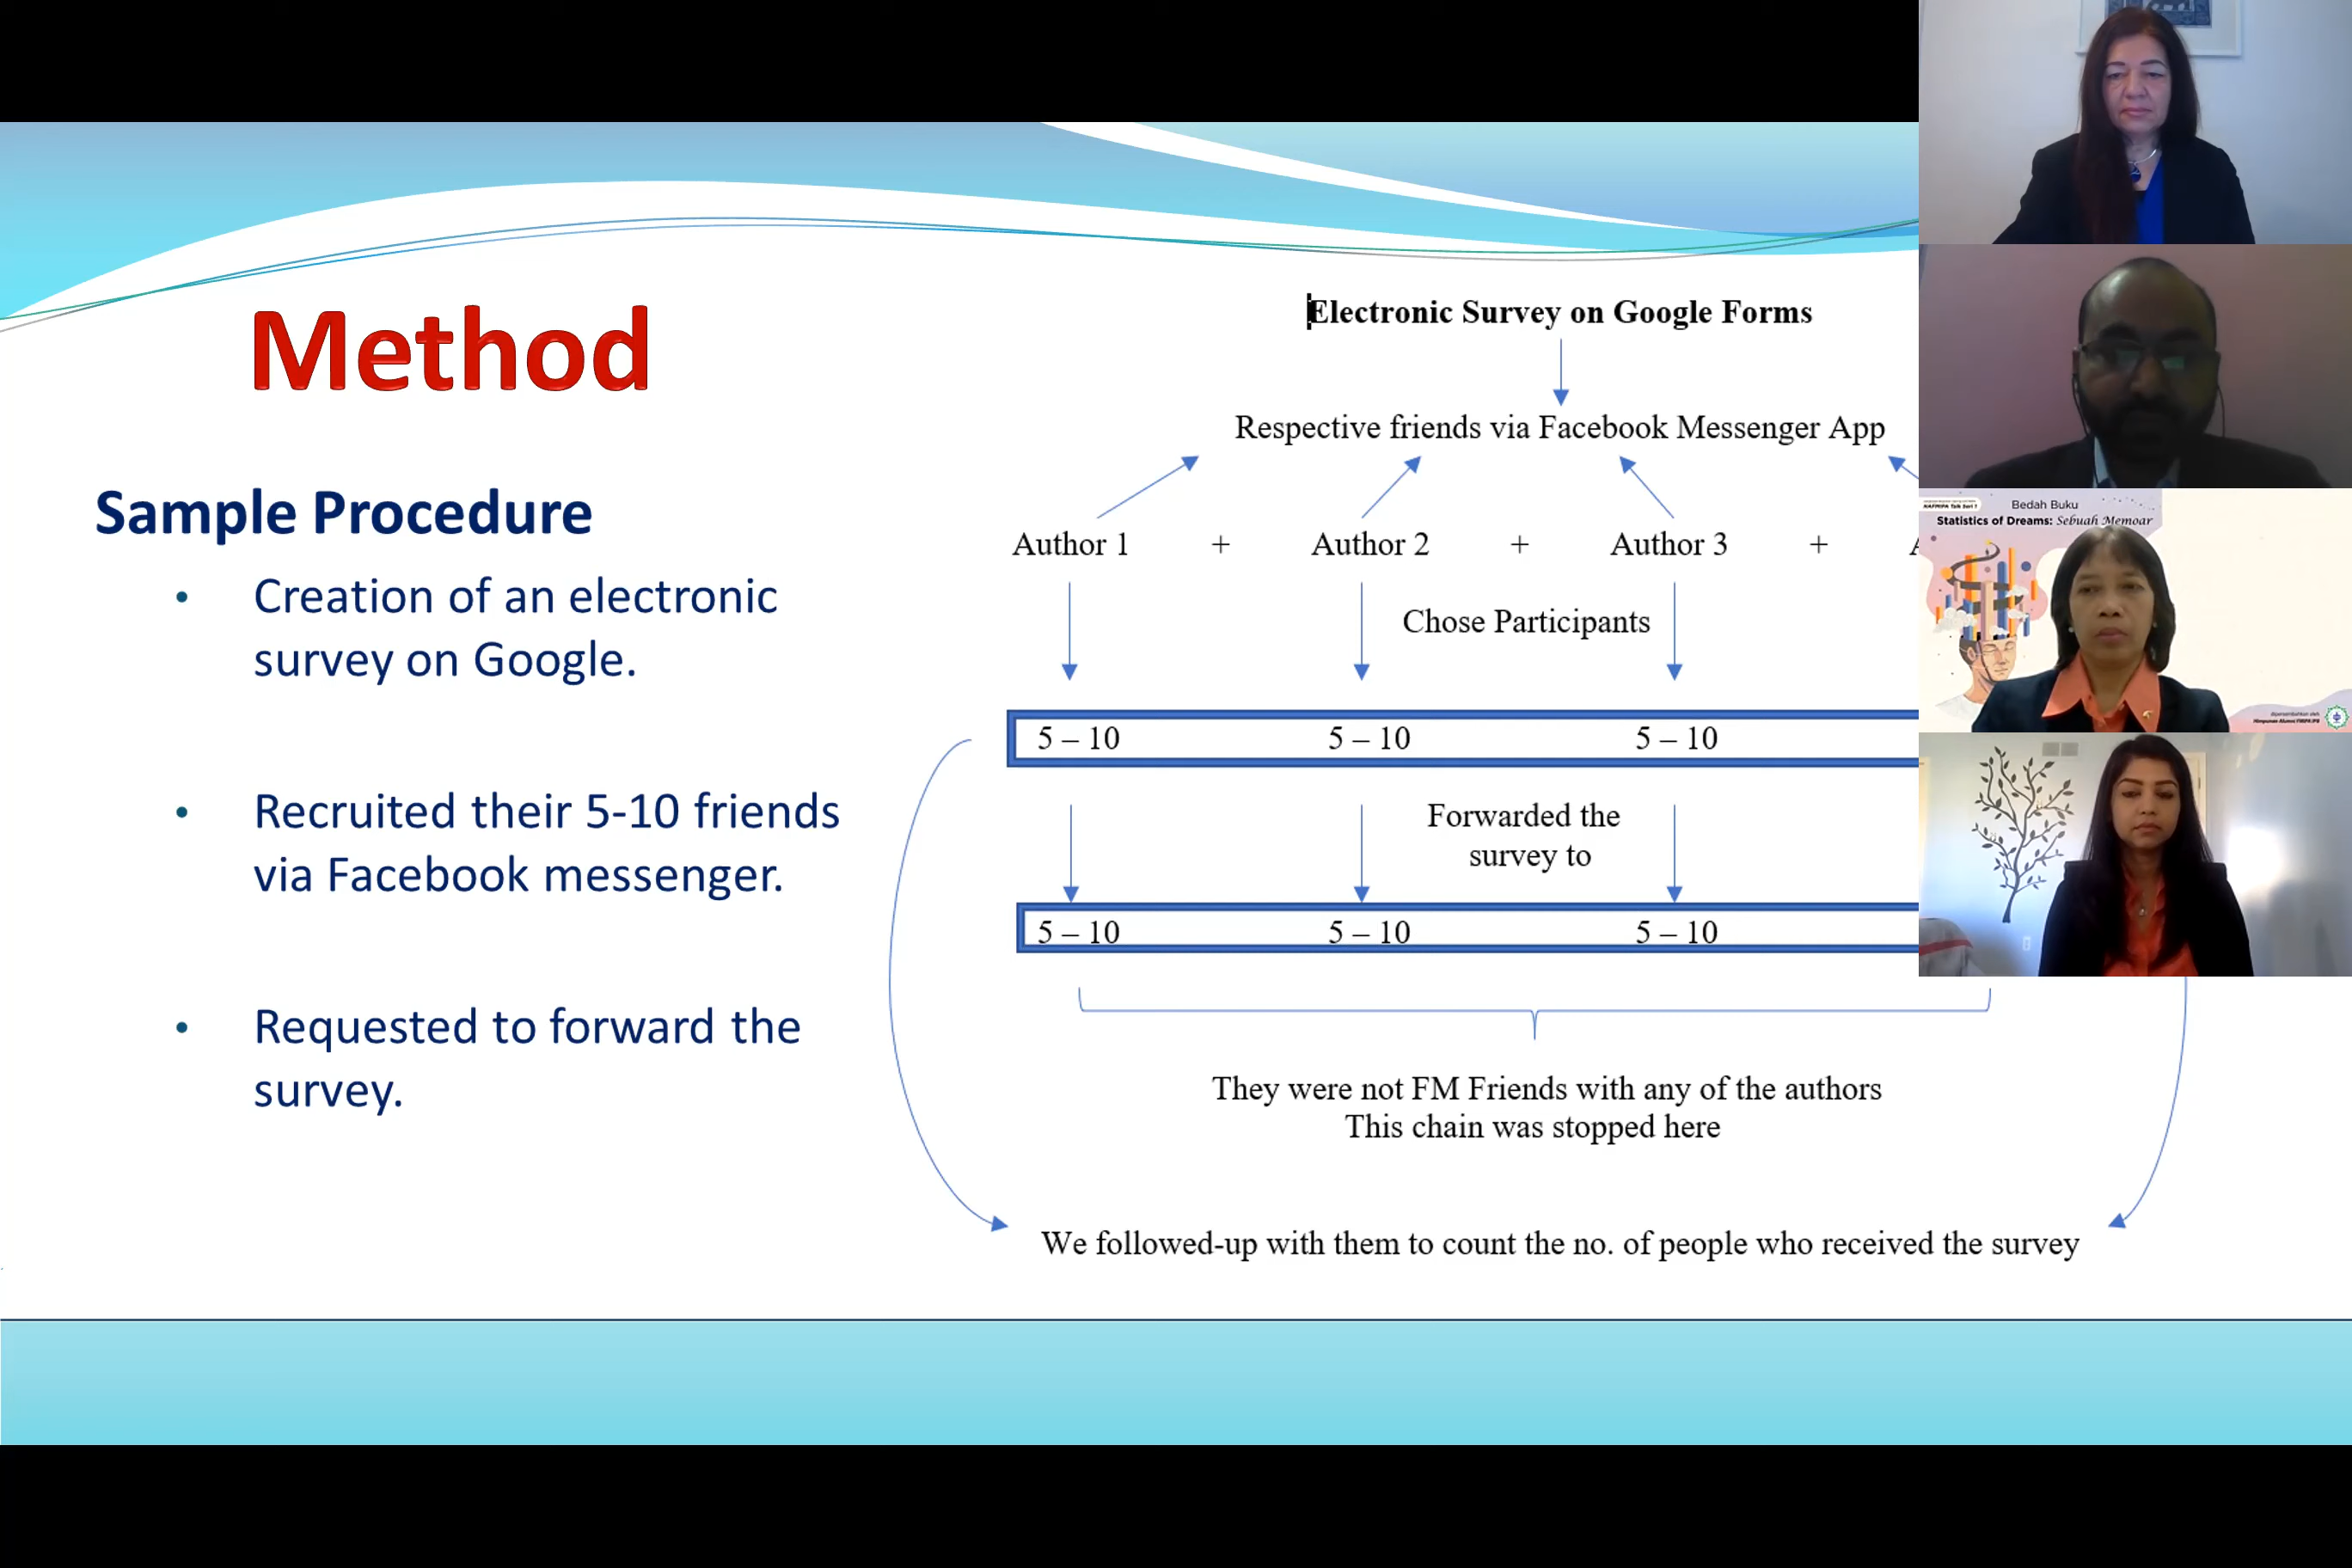 Method
Sample Procedure
• Creation of an electronic
survey on Google.
• Recruited their 5-10 friends
via Facebook messenger.
• Requested to forward the
survey.
Electronic Survey on Google Forms
Respective friends via Facebook Messenger App
Author 1 + Author 2 + Author 3 +
Chose Participants
5 – 10 5 – 10 5 – 10
Forwarded the
survey to
5 – 10 5 – 10 5 – 10
They were not FM Friends with any of the authors
This chain was stopped here
We followed-up with them to count the no. of people who received the survey
Bedah Buku
Statistics of Dreams: Sebuah Memoar